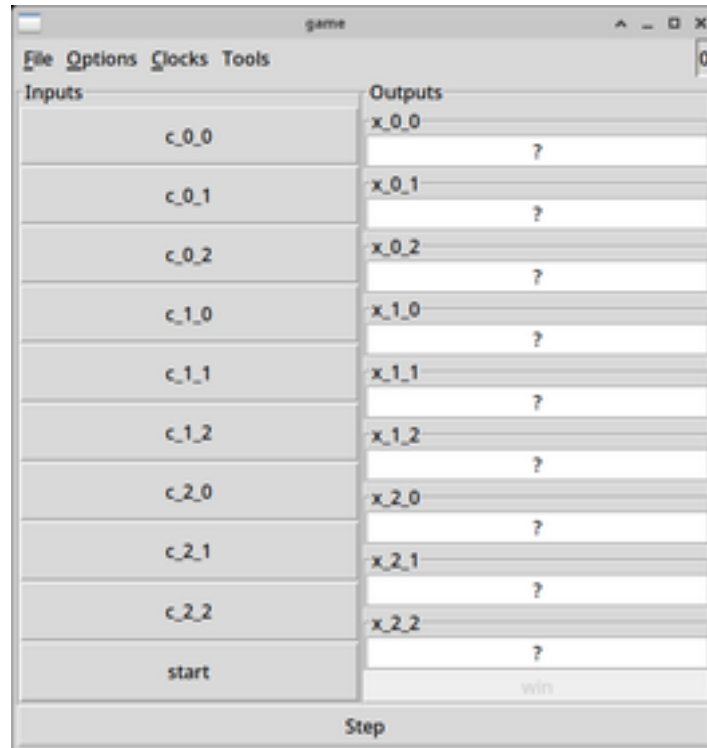 game
File Options Clocks Tools
0
Inputs
c_0_0
c_0_1
c_0_2
c_1_0
c_1_1
c_1_2
c_2_0
c_2_1
c_2_2
start
Outputs
x_0_0
?
x_0_1
?
x_0_2
?
x_1_0
?
x_1_1
?
x_1_2
?
x_2_0
?
x_2_1
?
x_2_2
?
win
Step